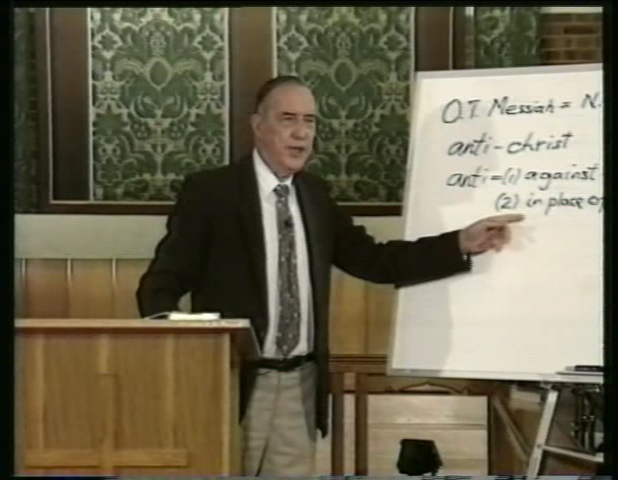 O.T. Messiah = N.
anti-christ
anti = (1) against
(2) in place of